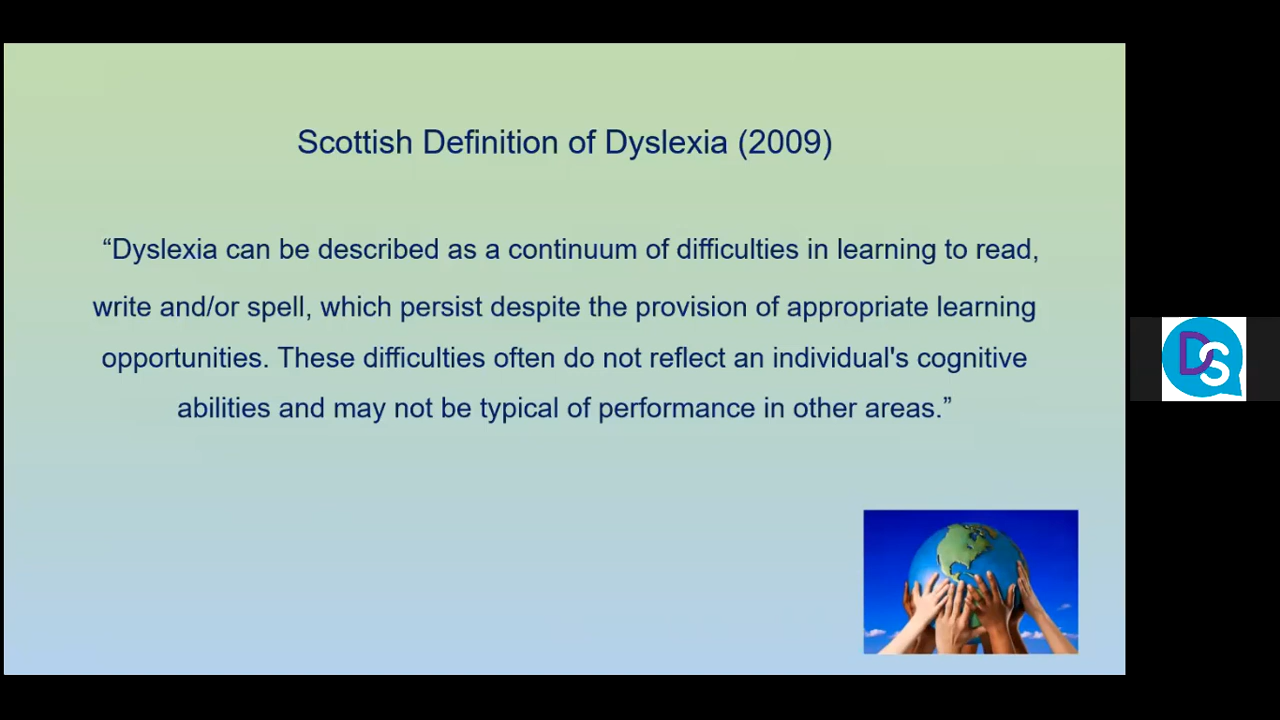 Scottish Definition of Dyslexia (2009)
“Dyslexia can be described as a continuum of difficulties in learning to read,
write and/or spell, which persist despite the provision of appropriate learning
opportunities. These difficulties often do not reflect an individual's cognitive
abilities and may not be typical of performance in other areas.”
DS